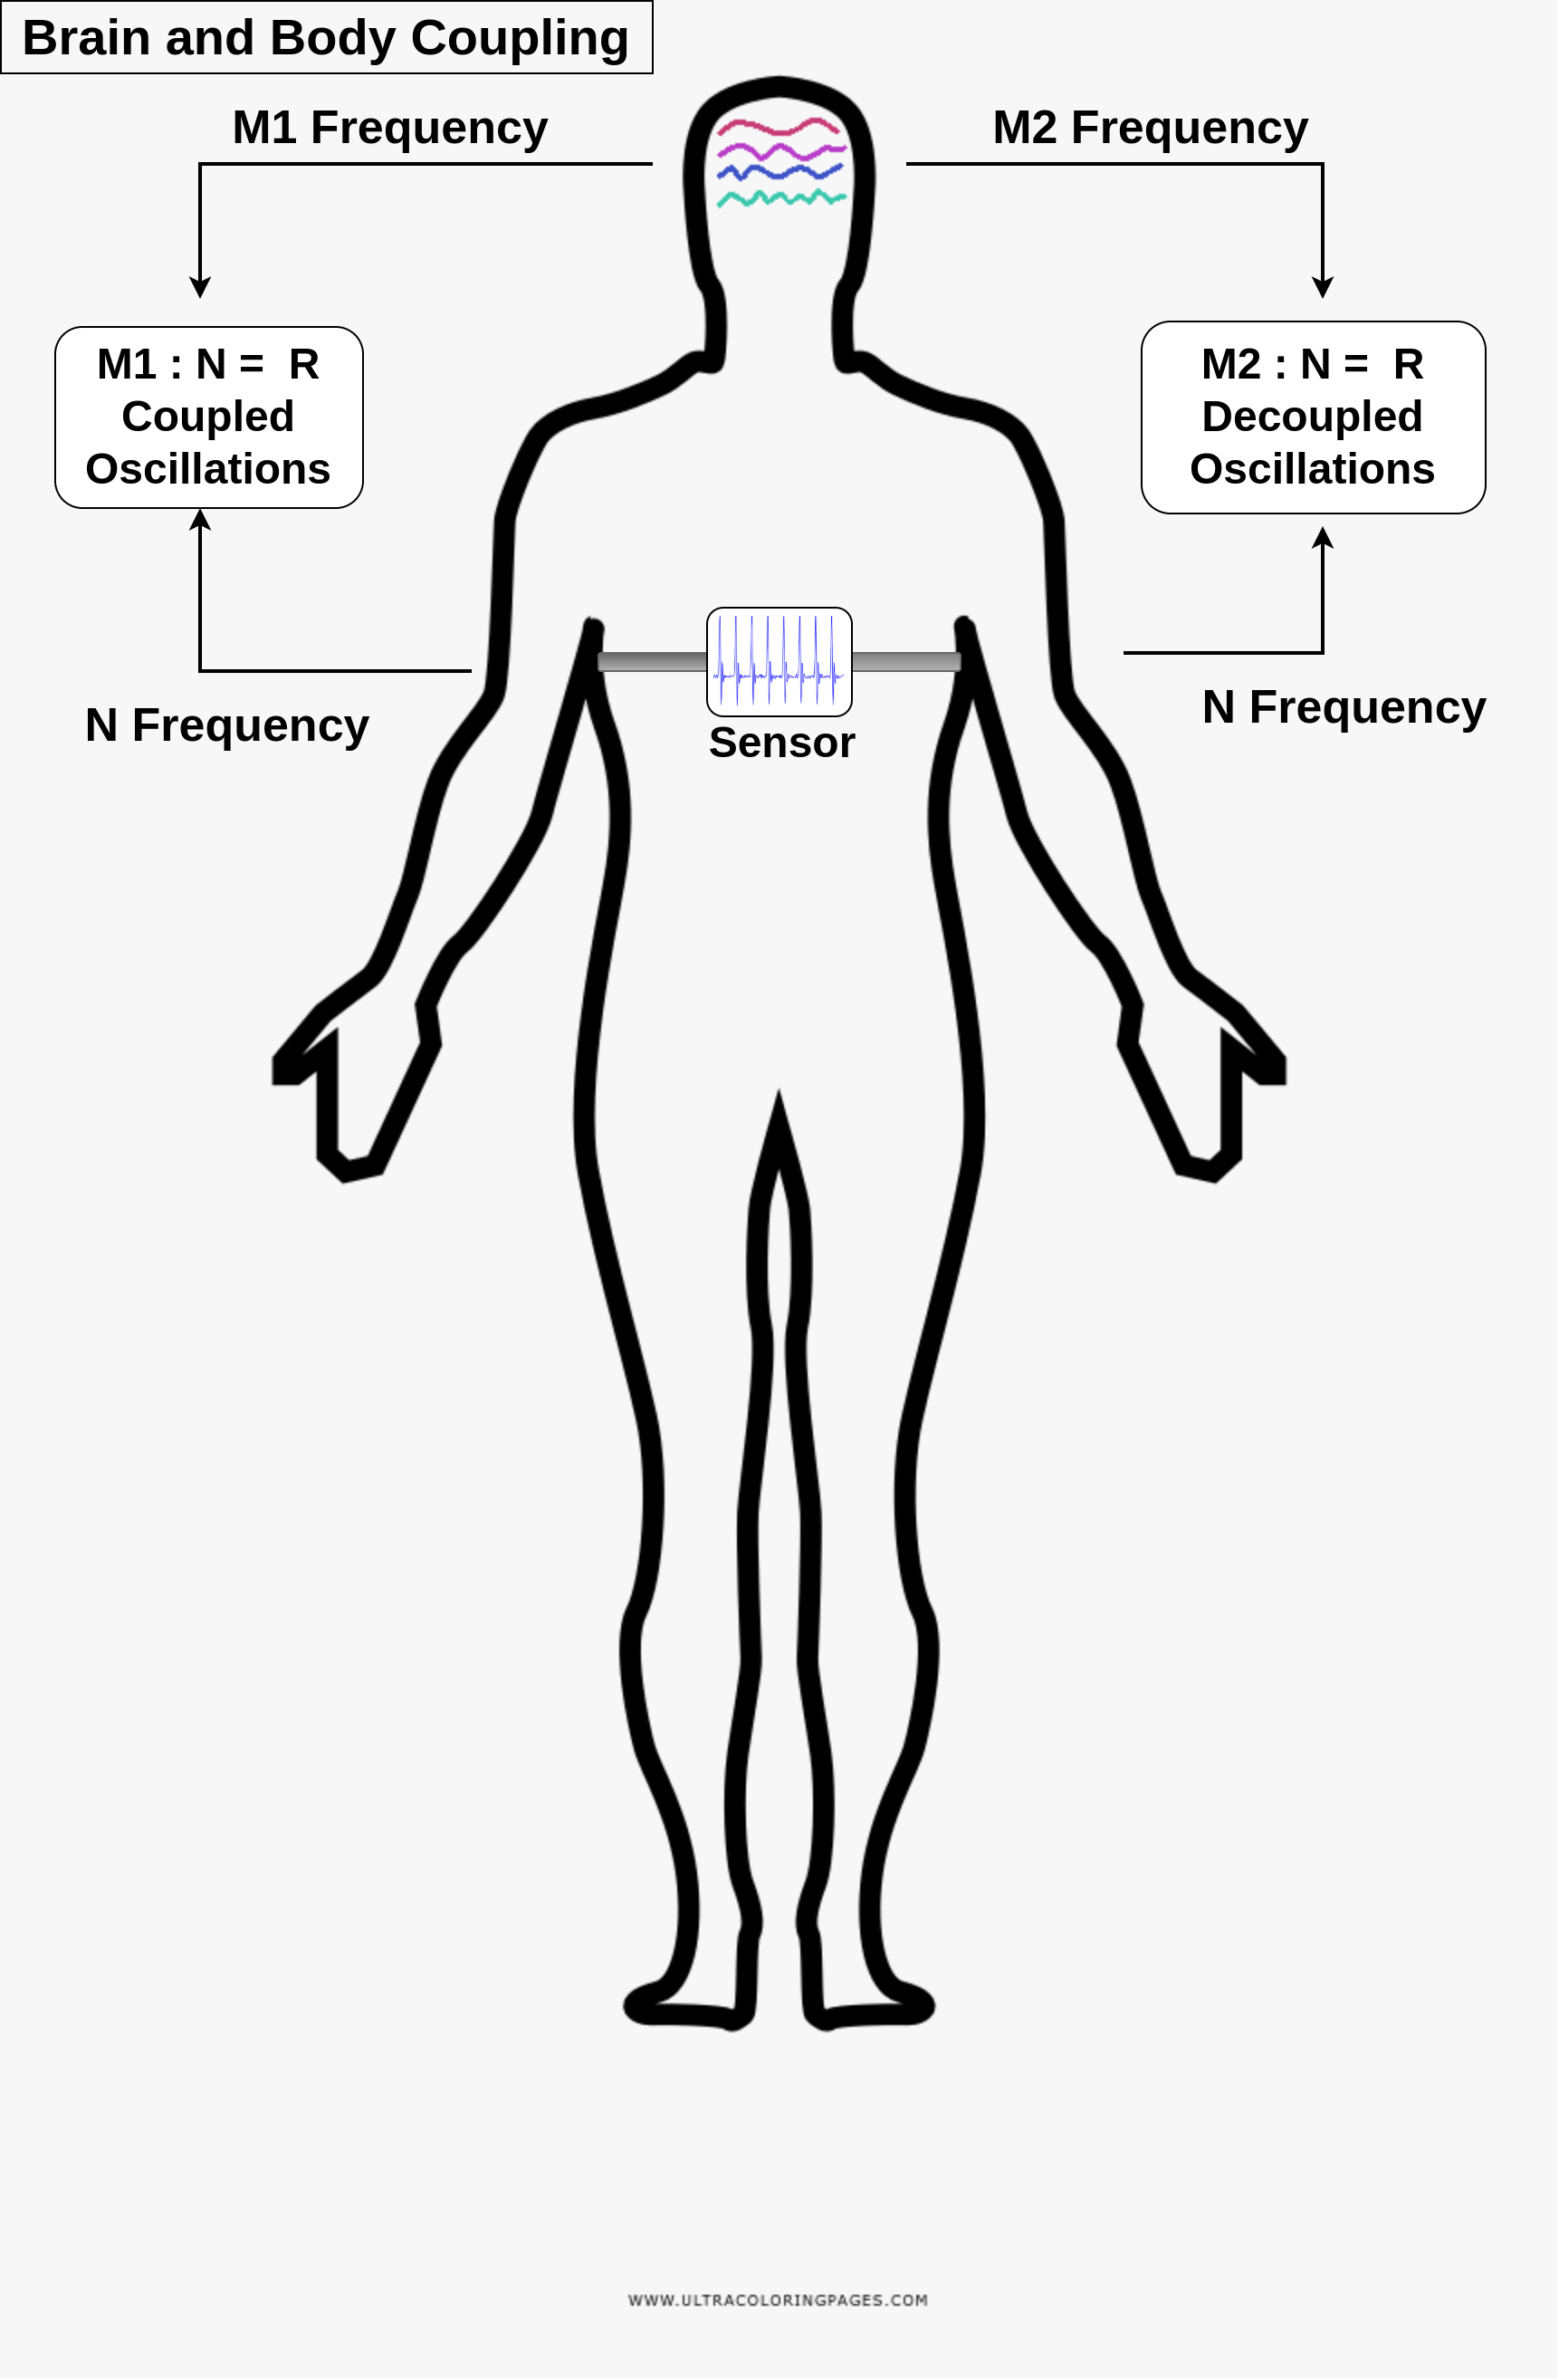 Brain and Body Coupling
M1 Frequency
M2 Frequency
M1 : N =  R
Coupled
Oscillations
M2 : N =  R
Decoupled
Oscillations
N Frequency
Sensor
N Frequency
WWW.ULTRACOLORINGPAGES.COM